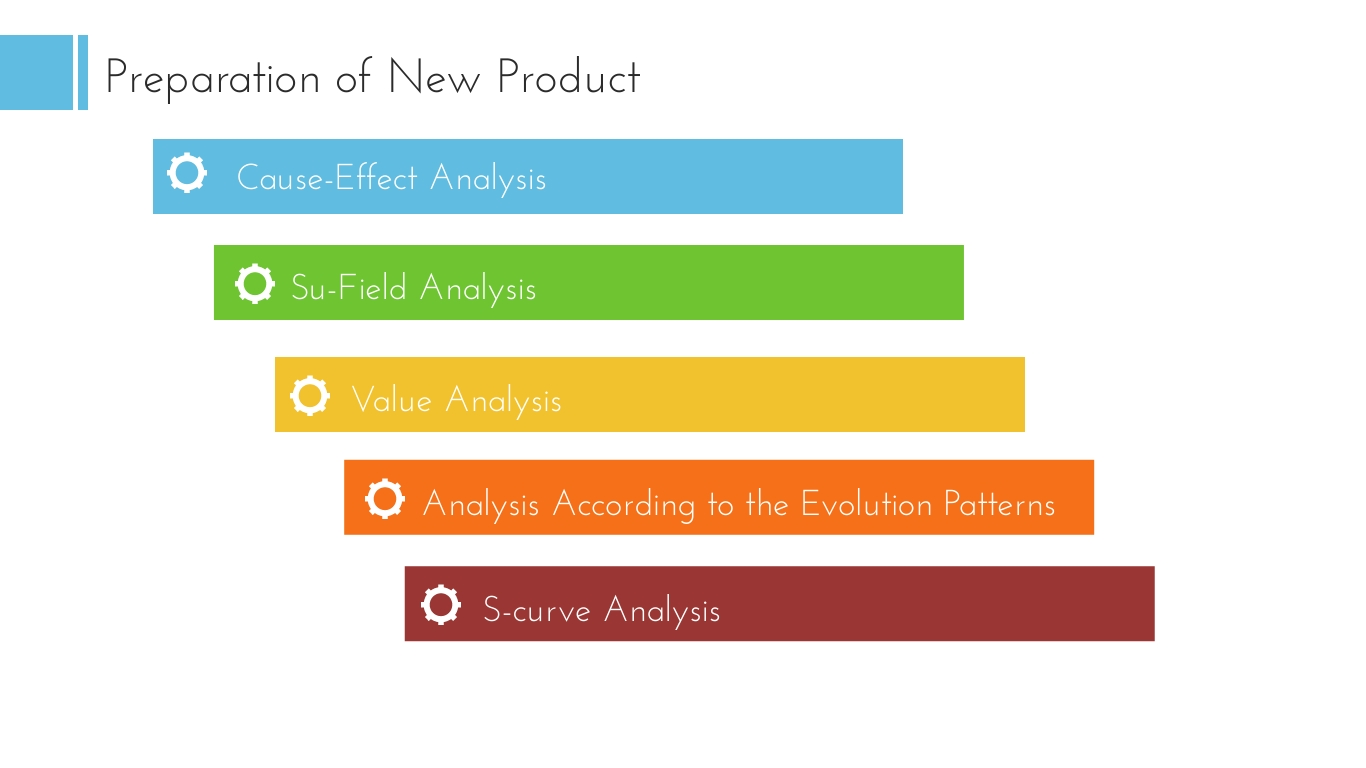 Preparation of New Product
Cause-Effect Analysis
Su-Field Analysis
Value Analysis
Analysis According to the Evolution Patterns
S-curve Analysis